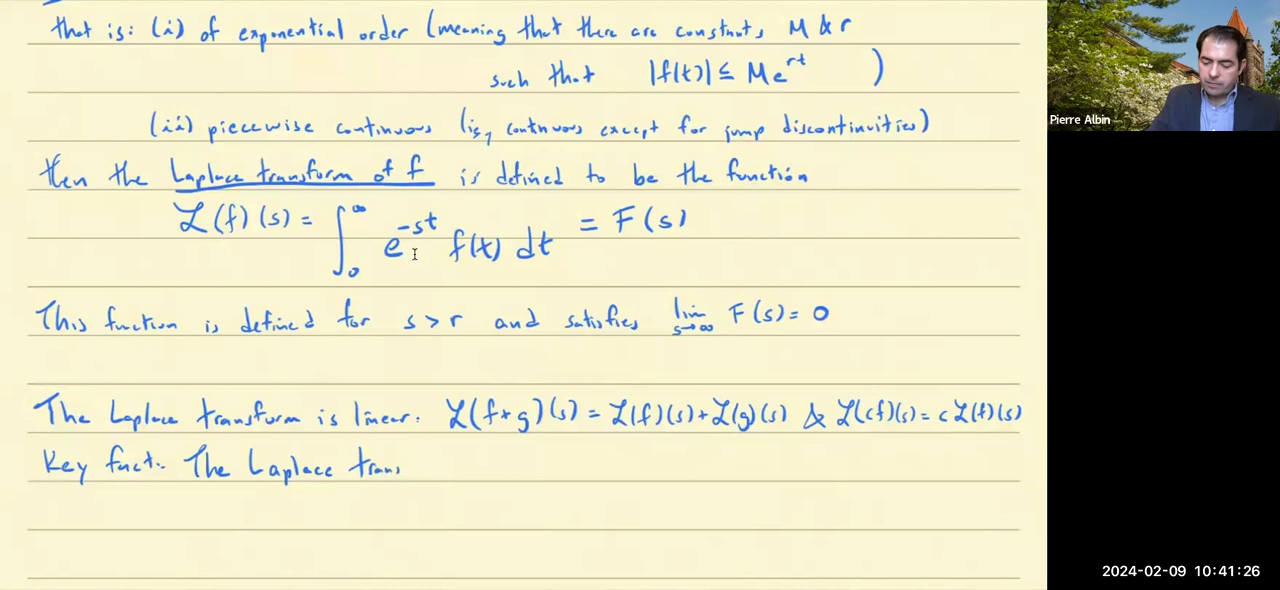 that is: (i) of exponential order (meaning that there are constants M & r
such that |f(t)| ≤ Me^{rt} )
(ii) piecewise continuous (is, continuous except for jump discontinuities)
then the Laplace transform of f is defined to be the function
ℒ(f)(s) = ∫_0^∞ e^{-st} f(t) dt = F(s)
This function is defined for s > r and satisfies lim_{s→∞} F(s) = 0
The Laplace transform is linear. ℒ(f+g)(s) = ℒ(f)(s) + ℒ(g)(s) & ℒ(cf)(s) = c ℒ(f)(s)
Key fact. The Laplace trans
Pierre Albin
2024-02-09 10:41:26